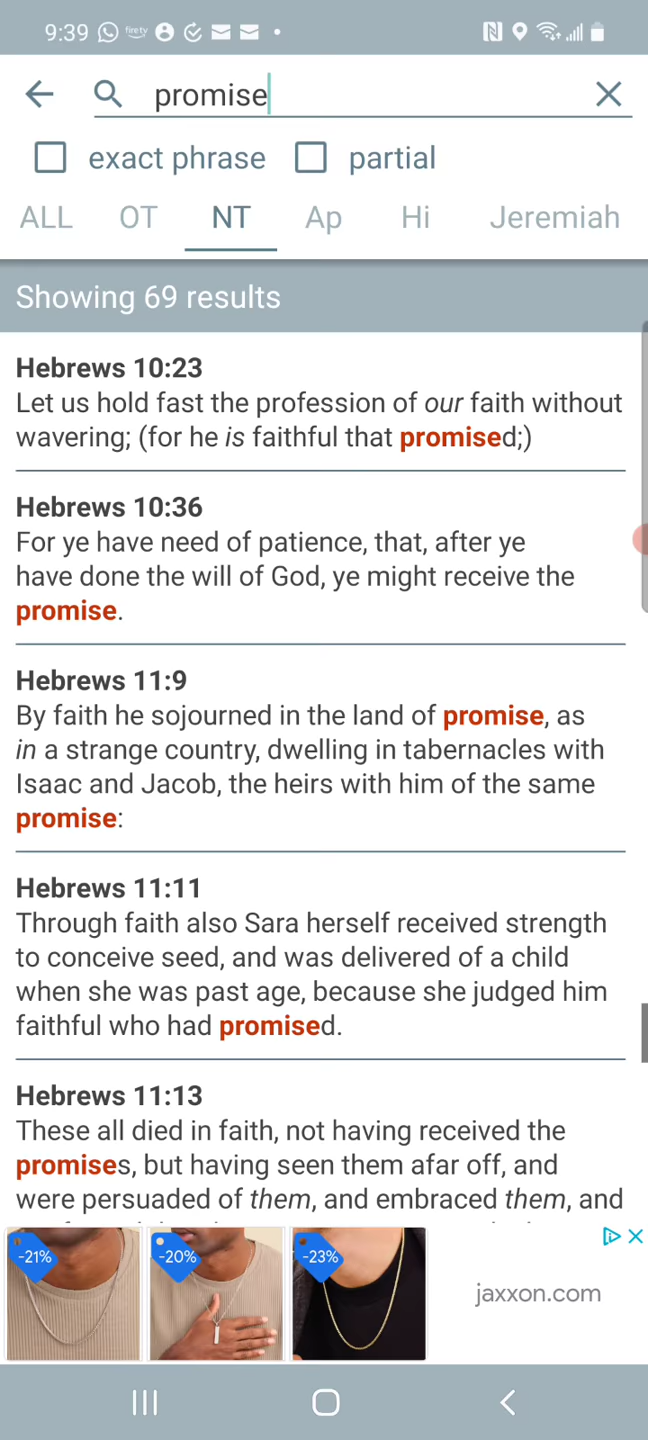 9:39
fire tv
promise
exact phrase partial
ALL OT NT Ap Hi Jeremiah
Showing 69 results
Hebrews 10:23
Let us hold fast the profession of our faith without
wavering; (for he is faithful that promised;)
Hebrews 10:36
For ye have need of patience, that, after ye
have done the will of God, ye might receive the
promise.
Hebrews 11:9
By faith he sojourned in the land of promise, as
in a strange country, dwelling in tabernacles with
Isaac and Jacob, the heirs with him of the same
promise:
Hebrews 11:11
Through faith also Sara herself received strength
to conceive seed, and was delivered of a child
when she was past age, because she judged him
faithful who had promised.
Hebrews 11:13
These all died in faith, not having received the
promises, but having seen them afar off, and
were persuaded of them, and embraced them, and
-21% -20% -23%
jaxxon.com